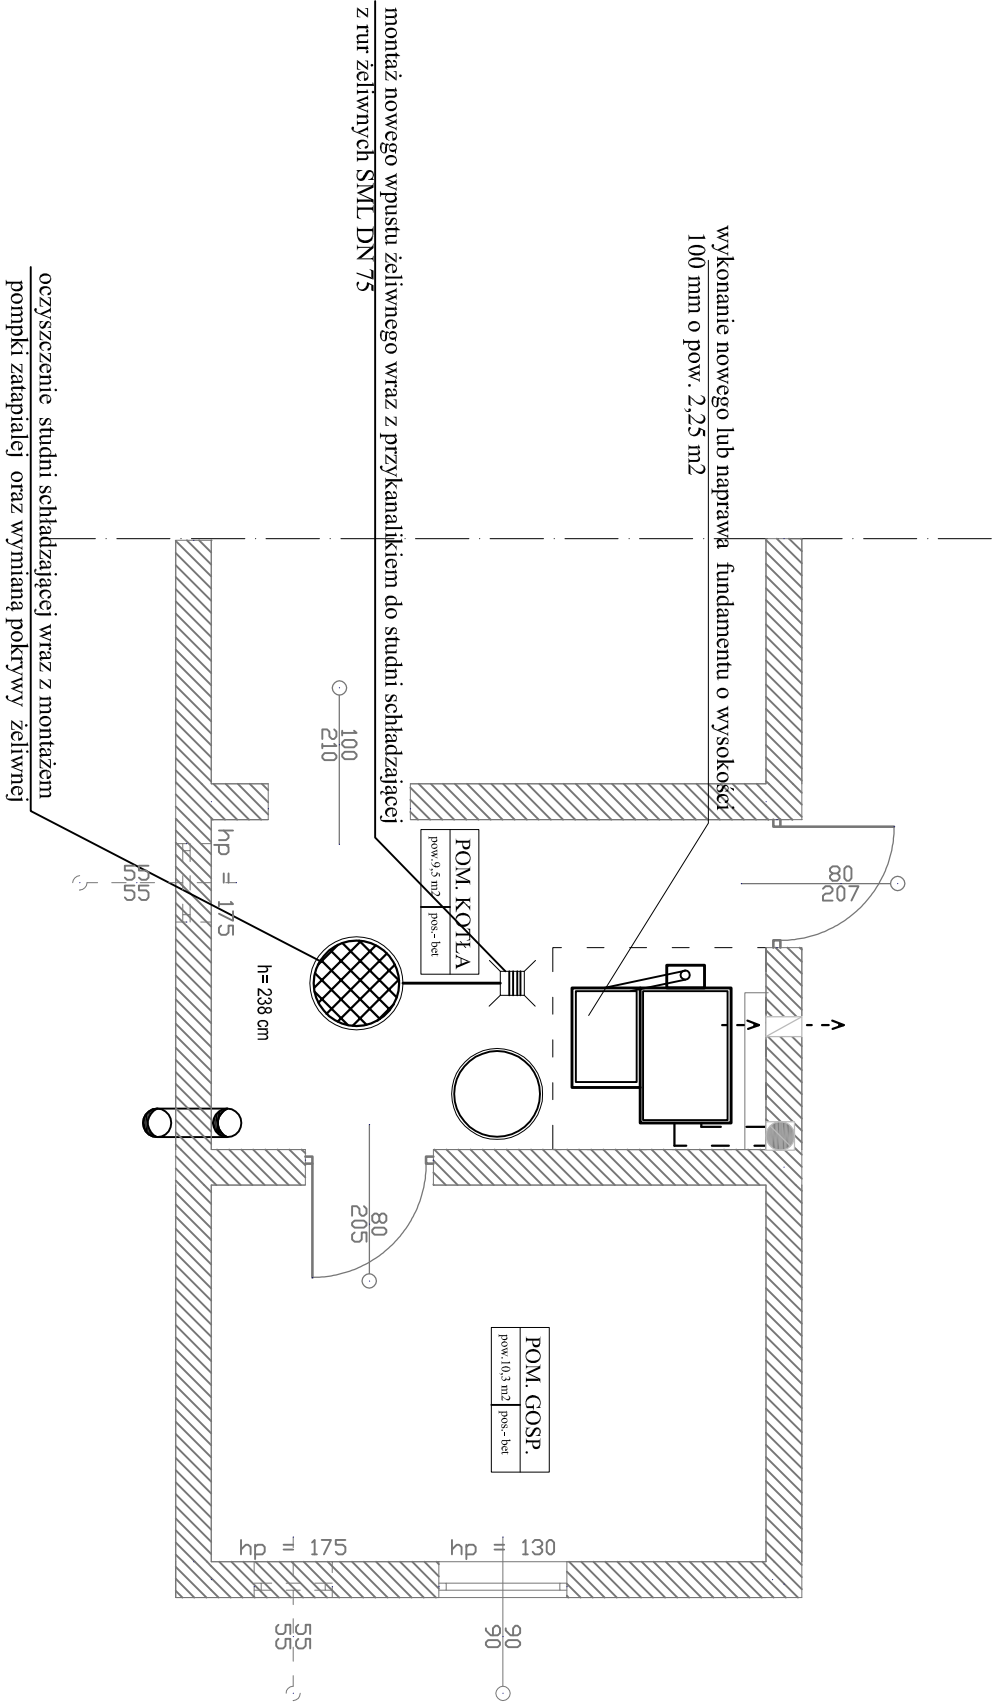 wykonanie nowego lub naprawa fundamentu o wysokości
100 mm o pow. 2,25 m2
montaż nowego wpustu żeliwnego wraz z przykanalikiem do studni schładzającej
z rur żeliwnych SML DN 75
oczyszczenie studni schładzającej wraz z montażem
pompki zatapialej oraz wymianą pokrywy żeliwnej
80
207
100
210
POM. KOTŁA
pow.9,5 m2
pos.- bet
hp = 175
55
55
h= 238 cm
80
205
POM. GOSP.
pow.10,3 m2
pos.- bet
hp = 175
hp = 130
55
55
90
90